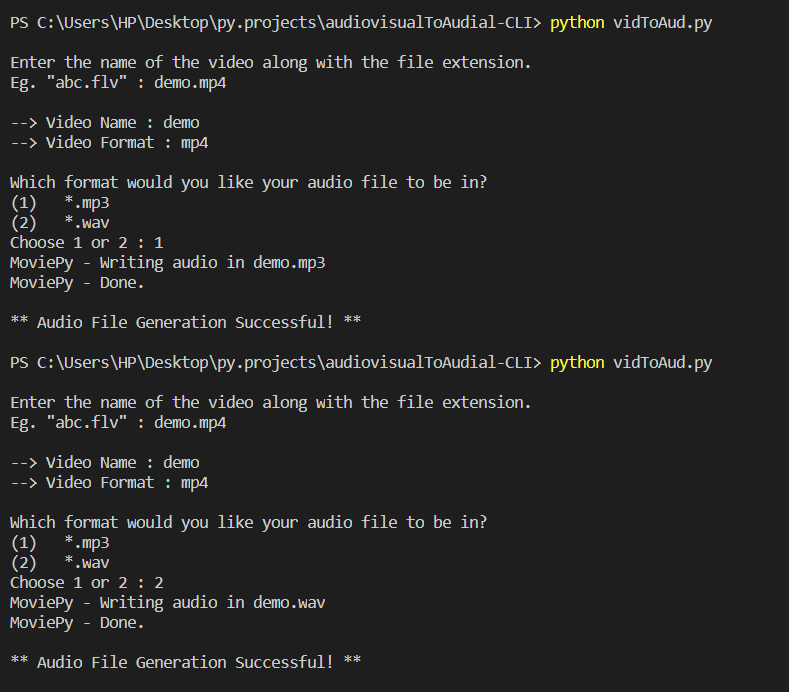 PS C:\Users\HP\Desktop\py.projects\audiovisualToAudial-CLI> python vidToAud.py
Enter the name of the video along with the file extension.
Eg. "abc.flv" : demo.mp4
--> Video Name : demo
--> Video Format : mp4
Which format would you like your audio file to be in?
(1)   *.mp3
(2)   *.wav
Choose 1 or 2 : 1
MoviePy - Writing audio in demo.mp3
MoviePy - Done.
** Audio File Generation Successful! **
PS C:\Users\HP\Desktop\py.projects\audiovisualToAudial-CLI> python vidToAud.py
Enter the name of the video along with the file extension.
Eg. "abc.flv" : demo.mp4
--> Video Name : demo
--> Video Format : mp4
Which format would you like your audio file to be in?
(1)   *.mp3
(2)   *.wav
Choose 1 or 2 : 2
MoviePy - Writing audio in demo.wav
MoviePy - Done.
** Audio File Generation Successful! **